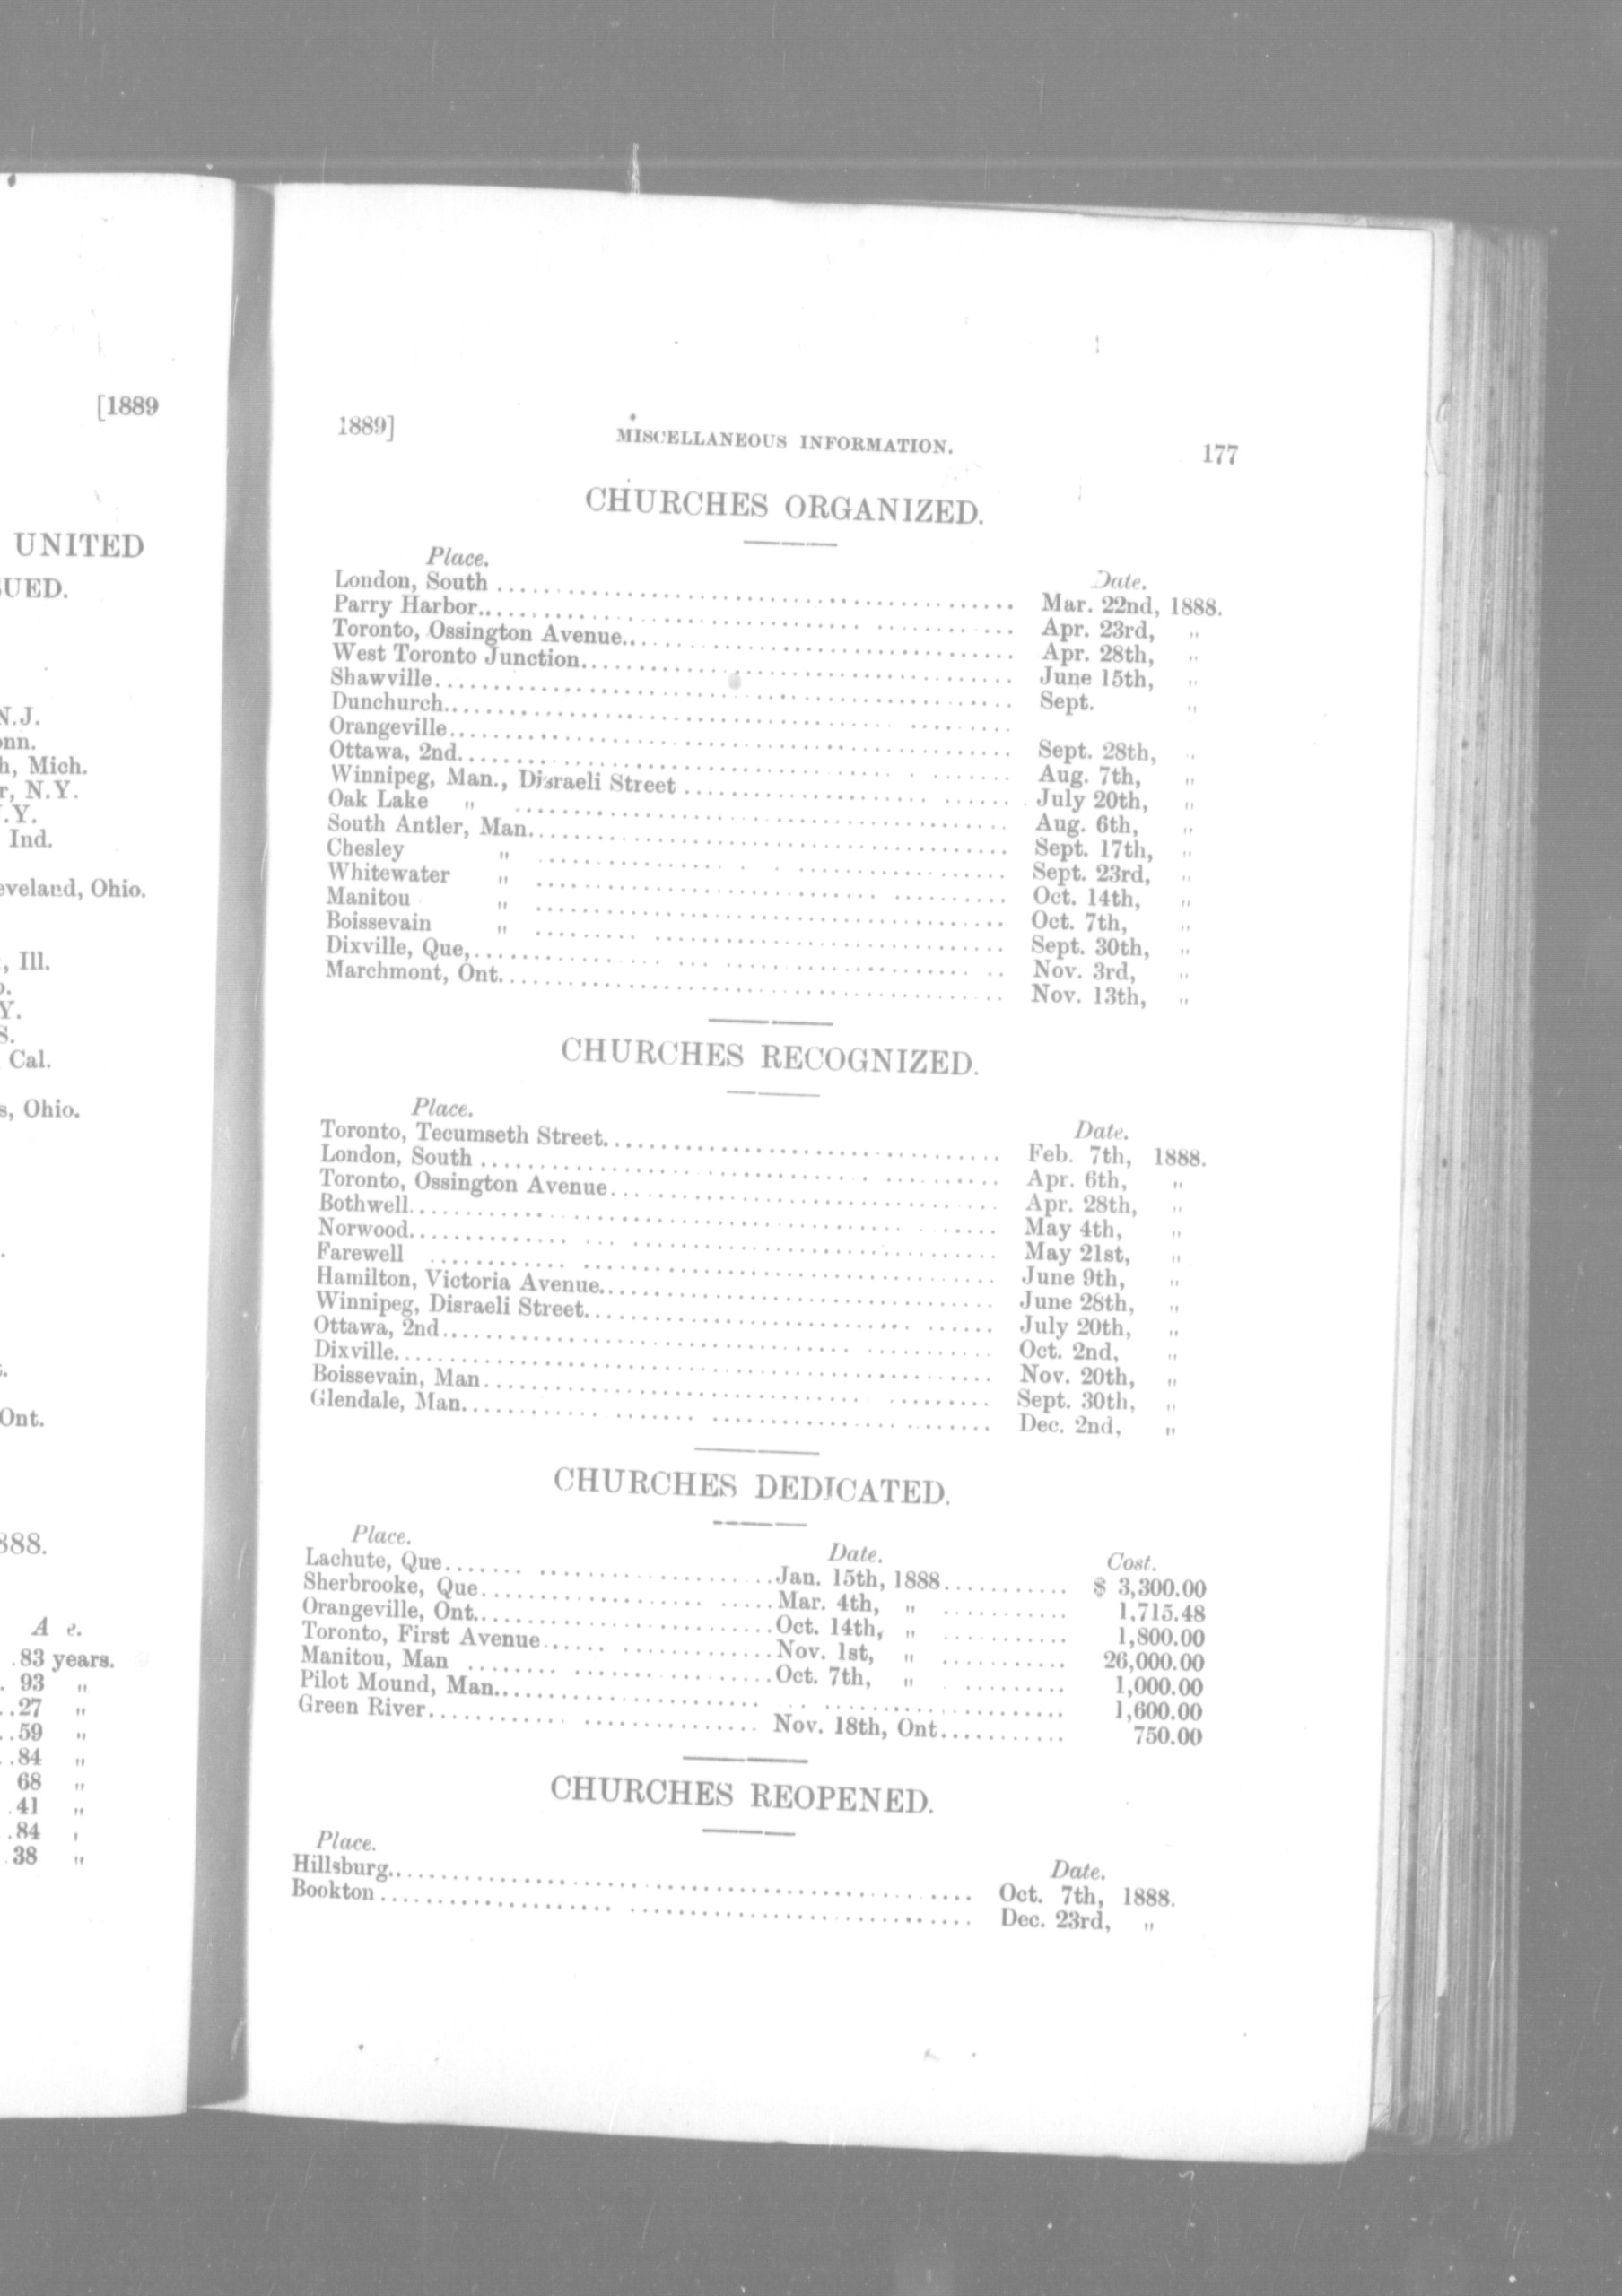 [1889
UNITED
SUED.
N.J.
onn.
h, Mich.
r, N.Y.
.Y.
Ind.
eveland, Ohio.
, Ill.
o.
Y.
S.
Cal.
s, Ohio.
Ont.
888.
A e.
.83 years.
. 93 "
..27 "
..59 "
..84 "
68 "
.41 "
.84 '
.38 "
1889] MISCELLANEOUS INFORMATION. 177
CHURCHES ORGANIZED.
Place. Date.
London, South ........ Mar. 22nd, 1888.
Parry Harbor........ Apr. 23rd, "
Toronto, Ossington Avenue........ Apr. 28th, "
West Toronto Junction........ June 15th, "
Shawville........ Sept. "
Dunchurch........
Orangeville........ Sept. 28th, "
Ottawa, 2nd........ Aug. 7th, "
Winnipeg, Man., Disraeli Street ........ July 20th, "
Oak Lake " ........ Aug. 6th, "
South Antler, Man........ Sept. 17th, "
Chesley " ........ Sept. 23rd, "
Whitewater " ........ Oct. 14th, "
Manitou " ........ Oct. 7th, "
Boissevain " ........ Sept. 30th, "
Dixville, Que,........ Nov. 3rd, "
Marchmont, Ont........ Nov. 13th, "
CHURCHES RECOGNIZED.
Place. Date.
Toronto, Tecumseth Street........ Feb. 7th, 1888.
London, South ........ Apr. 6th, "
Toronto, Ossington Avenue........ Apr. 28th, "
Bothwell........ May 4th, "
Norwood........ May 21st, "
Farewell ........ June 9th, "
Hamilton, Victoria Avenue........ June 28th, "
Winnipeg, Disraeli Street........ July 20th, "
Ottawa, 2nd........ Oct. 2nd, "
Dixville........ Nov. 20th, "
Boissevain, Man........ Sept. 30th, "
Glendale, Man........ Dec. 2nd, "
CHURCHES DEDICATED.
Place. Date. Cost.
Lachute, Que........ Jan. 15th, 1888........ $ 3,300.00
Sherbrooke, Que........ Mar. 4th, " ........ 1,715.48
Orangeville, Ont........ Oct. 14th, " ........ 1,800.00
Toronto, First Avenue........ Nov. 1st, " ........ 26,000.00
Manitou, Man ........ Oct. 7th, " ........ 1,000.00
Pilot Mound, Man........ 1,600.00
Green River........ Nov. 18th, Ont........ 750.00
CHURCHES REOPENED.
Place. Date.
Hillsburg........ Oct. 7th, 1888.
Bookton ........ Dec. 23rd, "